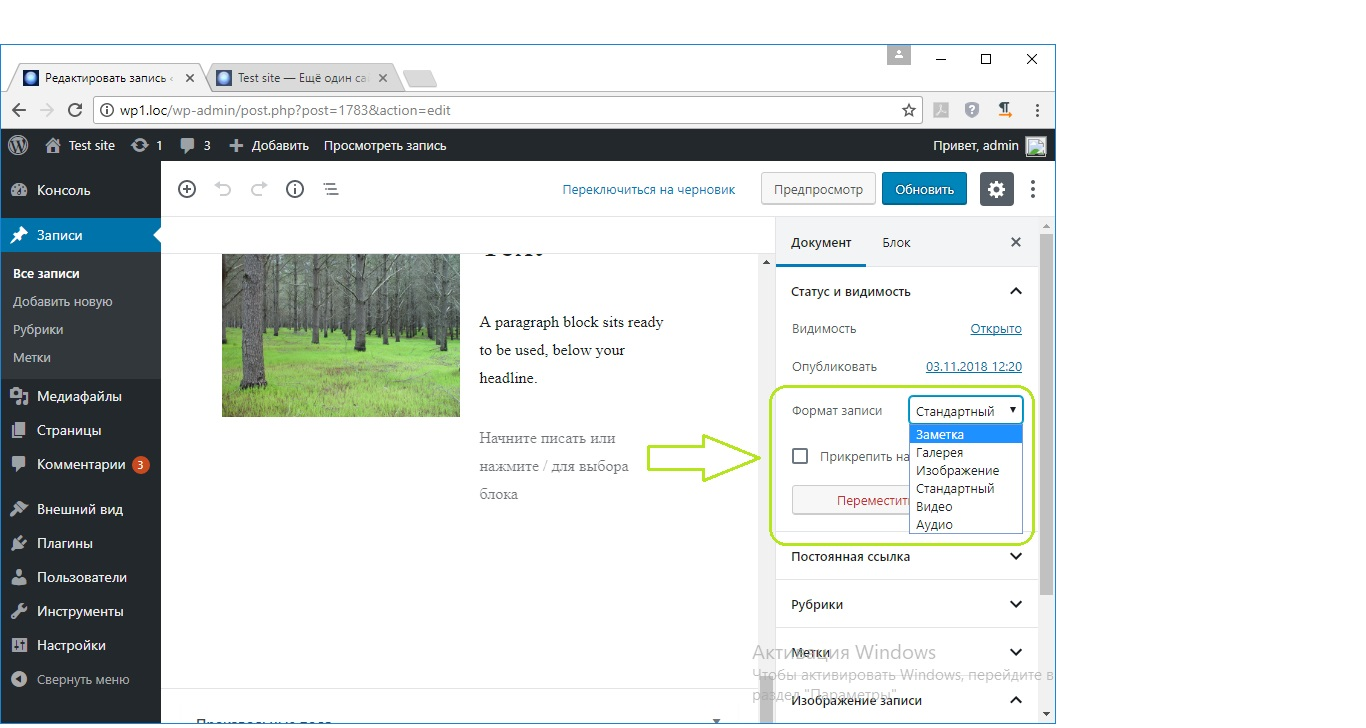 Редактировать запись ‹
Test site — Ещё один са
wp1.loc/wp-admin/post.php?post=1783&action=edit
Test site
1
3
Добавить
Просмотреть запись
Привет, admin
Консоль
Записи
Все записи
Добавить новую
Рубрики
Метки
Медиафайлы
Страницы
Комментарии 3
Внешний вид
Плагины
Пользователи
Инструменты
Настройки
Свернуть меню
Переключиться на черновик
Предпросмотр
Обновить
A paragraph block sits ready
to be used, below your
headline.
Начните писать или
нажмите / для выбора
блока
Документ
Блок
Статус и видимость
Видимость
Открыто
Опубликовать
03.11.2018 12:20
Формат записи
Стандартный
Заметка
Галерея
Изображение
Стандартный
Видео
Аудио
Прикрепить на
Переместит
Постоянная ссылка
Рубрики
Метки
Изображение записи
Активация Windows
Чтобы активировать Windows, перейдите в
раздел "Параметры".